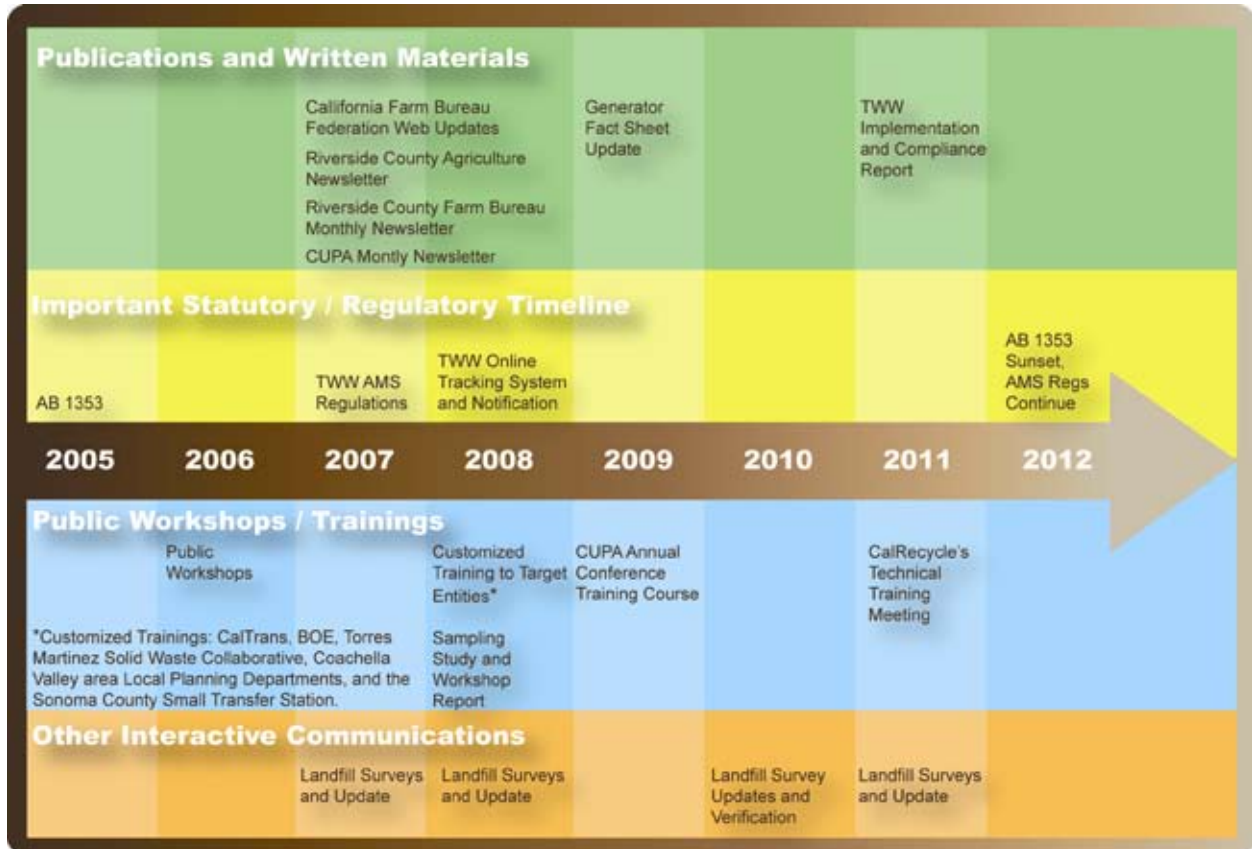 Publications and Written Materials
Callifornia Farm Bureau
Federation Web Updates
Riverside County Agriculture
Newsletter
Riverside County Farm Bureau
Monthly Newsletter
CUPA Montly Newsletter
Generator
Fact Sheet
Update
TWW
Implementation
and Compliance
Report
Important Statutory / Regulatory Timeline
AB 1353
TWW AMS
Regulations
TWW Online
Tracking System
and Notification
AB 1353
Sunset,
AMS Regs
Continue
2005 2006 2007 2008 2009 2010 2011 2012
Public Workshops / Trainings
Public
Workshops
Customized
Training to Target
Entities*
CUPA Annual
Conference
Training Course
CalRecycle's
Technical
Training
Meeting
*Customized Trainings: CalTrans, BOE, Torres
Martinez Solid Waste Collaborative, Coachella
Valley area Local Planning Departments, and the
Sonoma County Small Transfer Station.
Sampling
Study and
Workshop
Report
Other Interactive Communications
Landfill Surveys
and Update
Landfill Surveys
and Update
Landfill Survey
Updates and
Verification
Landfill Surveys
and Update